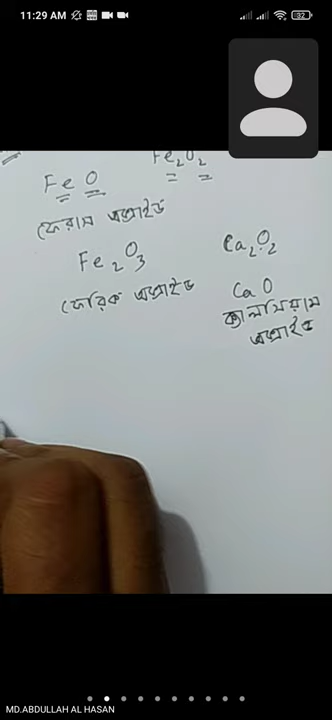 11:29 AM
32
Fe₂O₂
FeO
ফেরাস অক্সাইড
Fe₂O₃
ফেরিক অক্সাইড
Ca₂O₂
CaO
ক্যালসিয়াম
অক্সাইড
MD.ABDULLAH AL HASAN